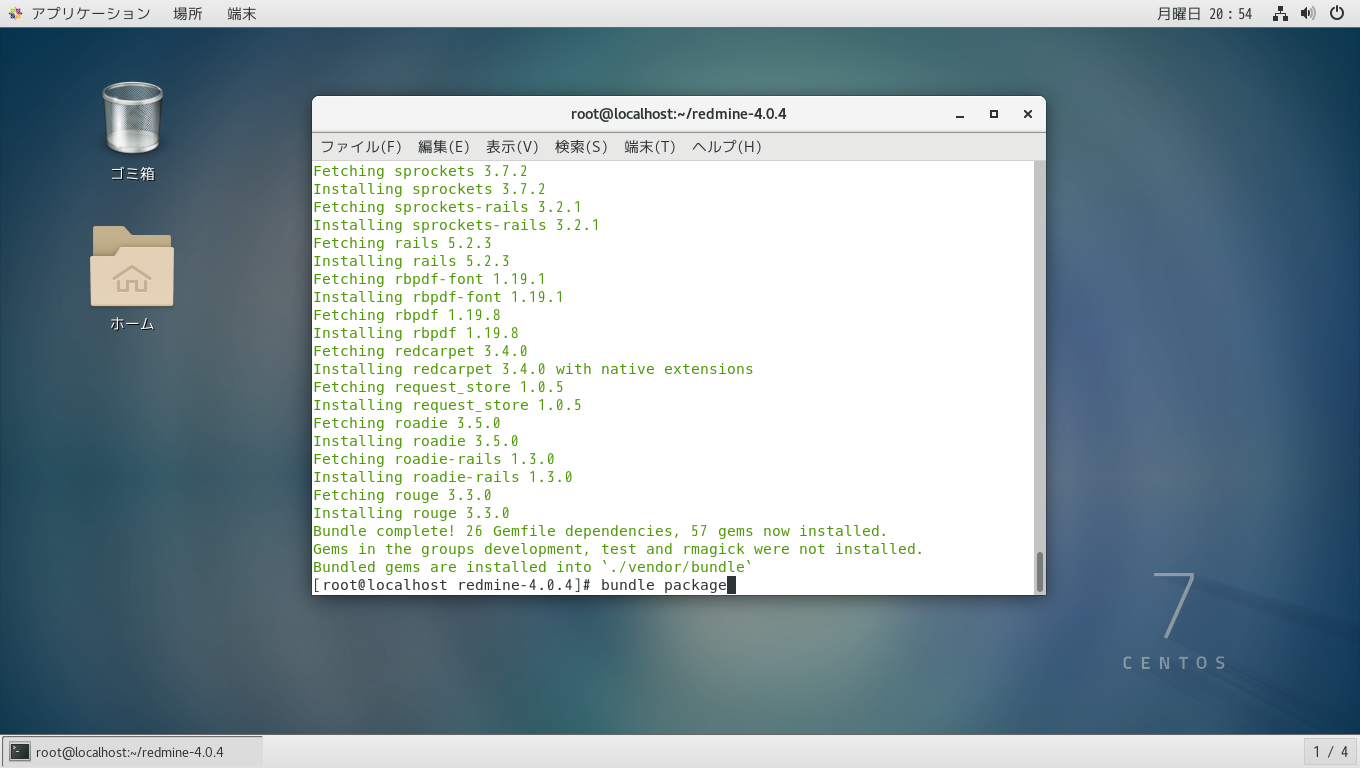 アプリケーション 場所 端末 月曜日 20：54
ゴミ箱
ホーム
root@localhost:~/redmine-4.0.4
ファイル(F) 編集(E) 表示(V) 検索(S) 端末(T) ヘルプ(H)
Fetching sprockets 3.7.2
Installing sprockets 3.7.2
Fetching sprockets-rails 3.2.1
Installing sprockets-rails 3.2.1
Fetching rails 5.2.3
Installing rails 5.2.3
Fetching rbpdf-font 1.19.1
Installing rbpdf-font 1.19.1
Fetching rbpdf 1.19.8
Installing rbpdf 1.19.8
Fetching redcarpet 3.4.0
Installing redcarpet 3.4.0 with native extensions
Fetching request_store 1.0.5
Installing request_store 1.0.5
Fetching roadie 3.5.0
Installing roadie 3.5.0
Fetching roadie-rails 1.3.0
Installing roadie-rails 1.3.0
Fetching rouge 3.3.0
Installing rouge 3.3.0
Bundle complete! 26 Gemfile dependencies, 57 gems now installed.
Gems in the groups development, test and rmagick were not installed.
Bundled gems are installed into `./vendor/bundle`
[root@localhost redmine-4.0.4]# bundle package
7
CENTOS
root@localhost:~/redmine-4.0.4
1 / 4